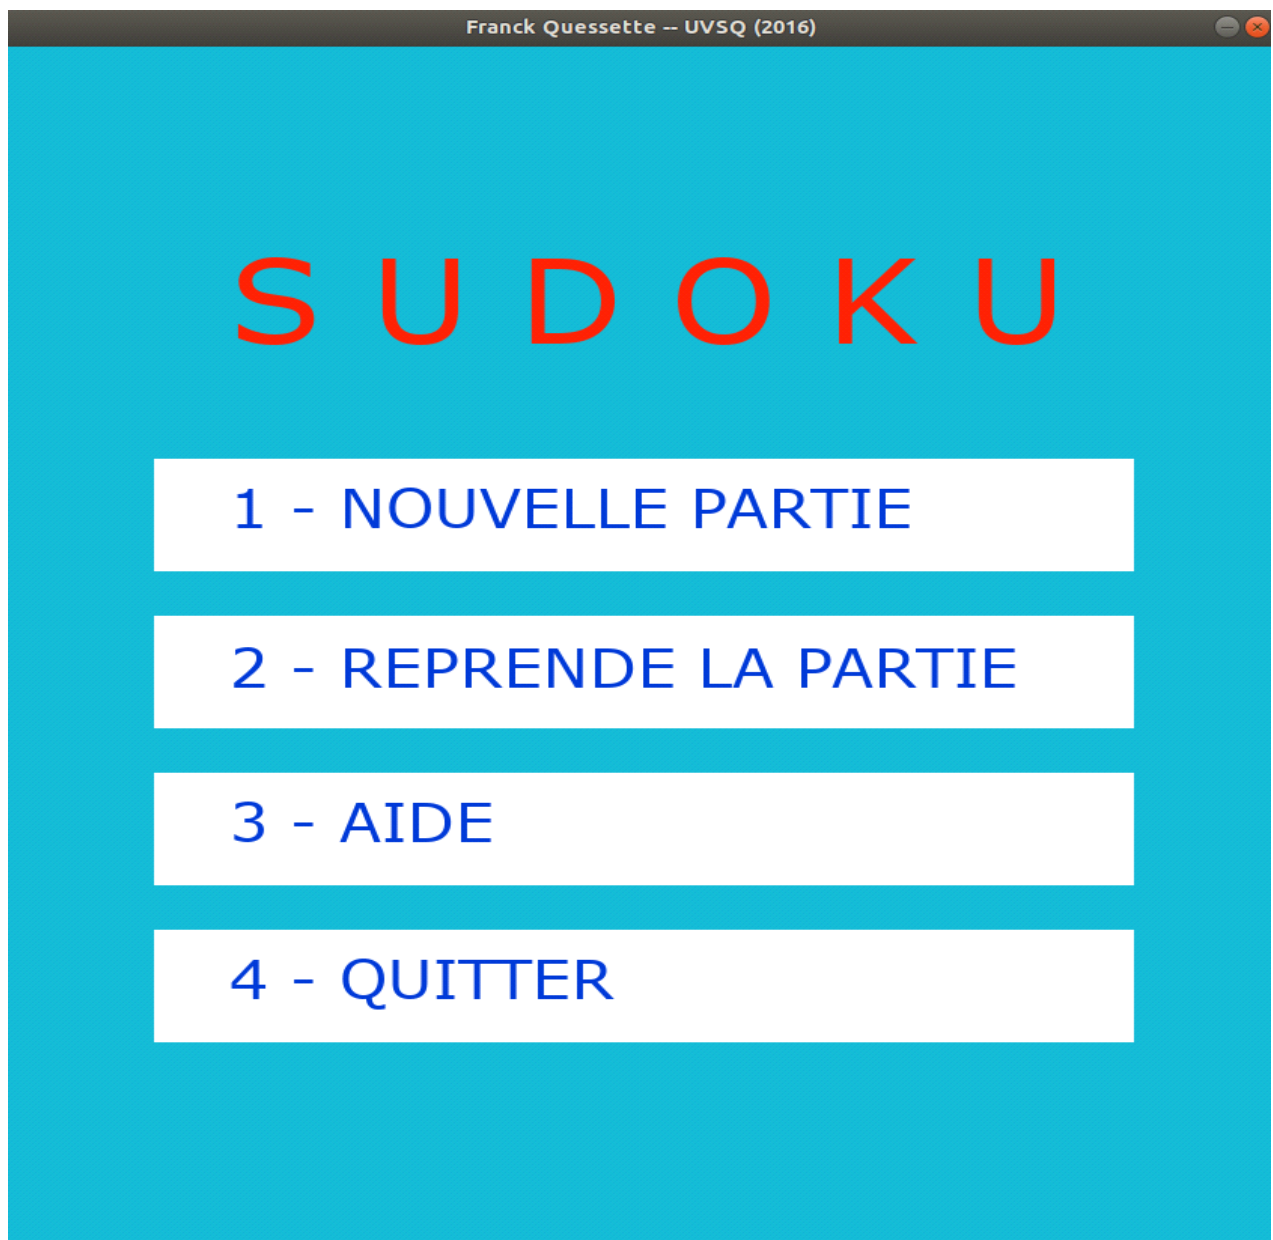 Franck Quessette -- UVSQ (2016)
S U D O K U
1 - NOUVELLE PARTIE
2 - REPRENDE LA PARTIE
3 - AIDE
4 - QUITTER